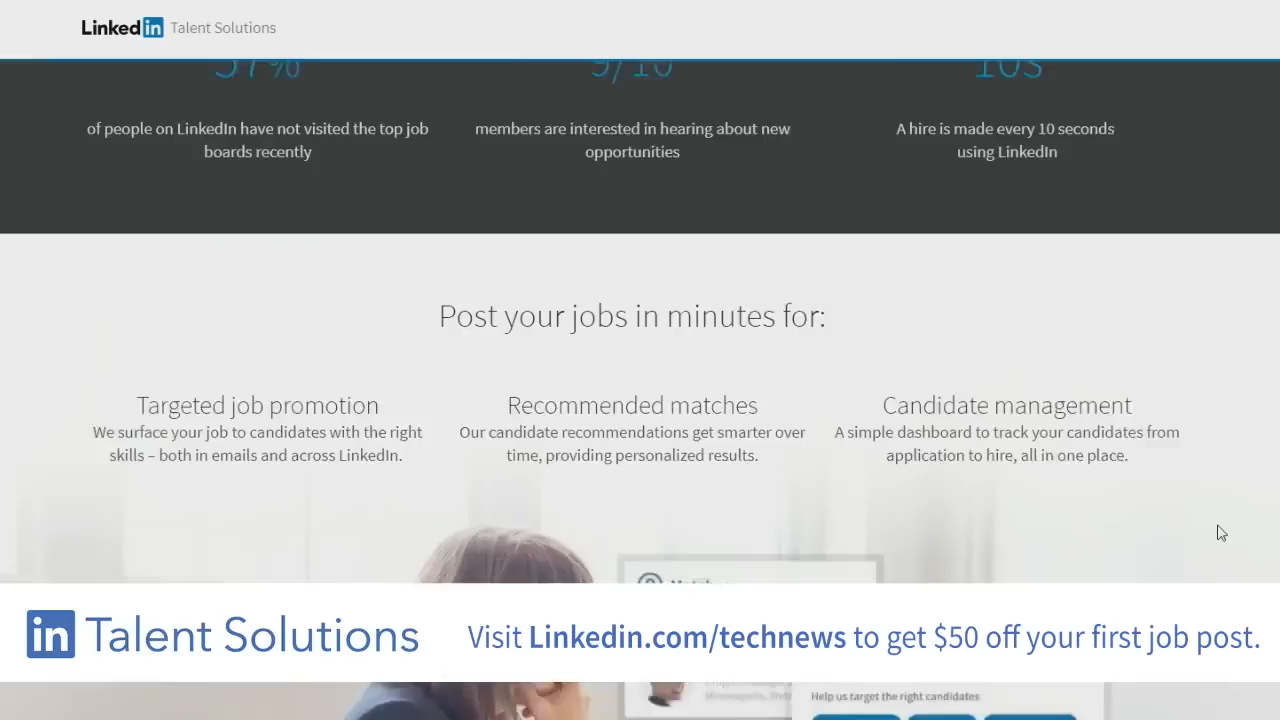 Linkedin Talent Solutions
57% 9/10 10s
of people on LinkedIn have not visited the top job
boards recently
members are interested in hearing about new
opportunities
A hire is made every 10 seconds
using LinkedIn
Post your jobs in minutes for:
Targeted job promotion
We surface your job to candidates with the right
skills – both in emails and across LinkedIn.
Recommended matches
Our candidate recommendations get smarter over
time, providing personalized results.
Candidate management
A simple dashboard to track your candidates from
application to hire, all in one place.
in Talent Solutions
Visit Linkedin.com/technews to get $50 off your first job post.
Help us target the right candidates